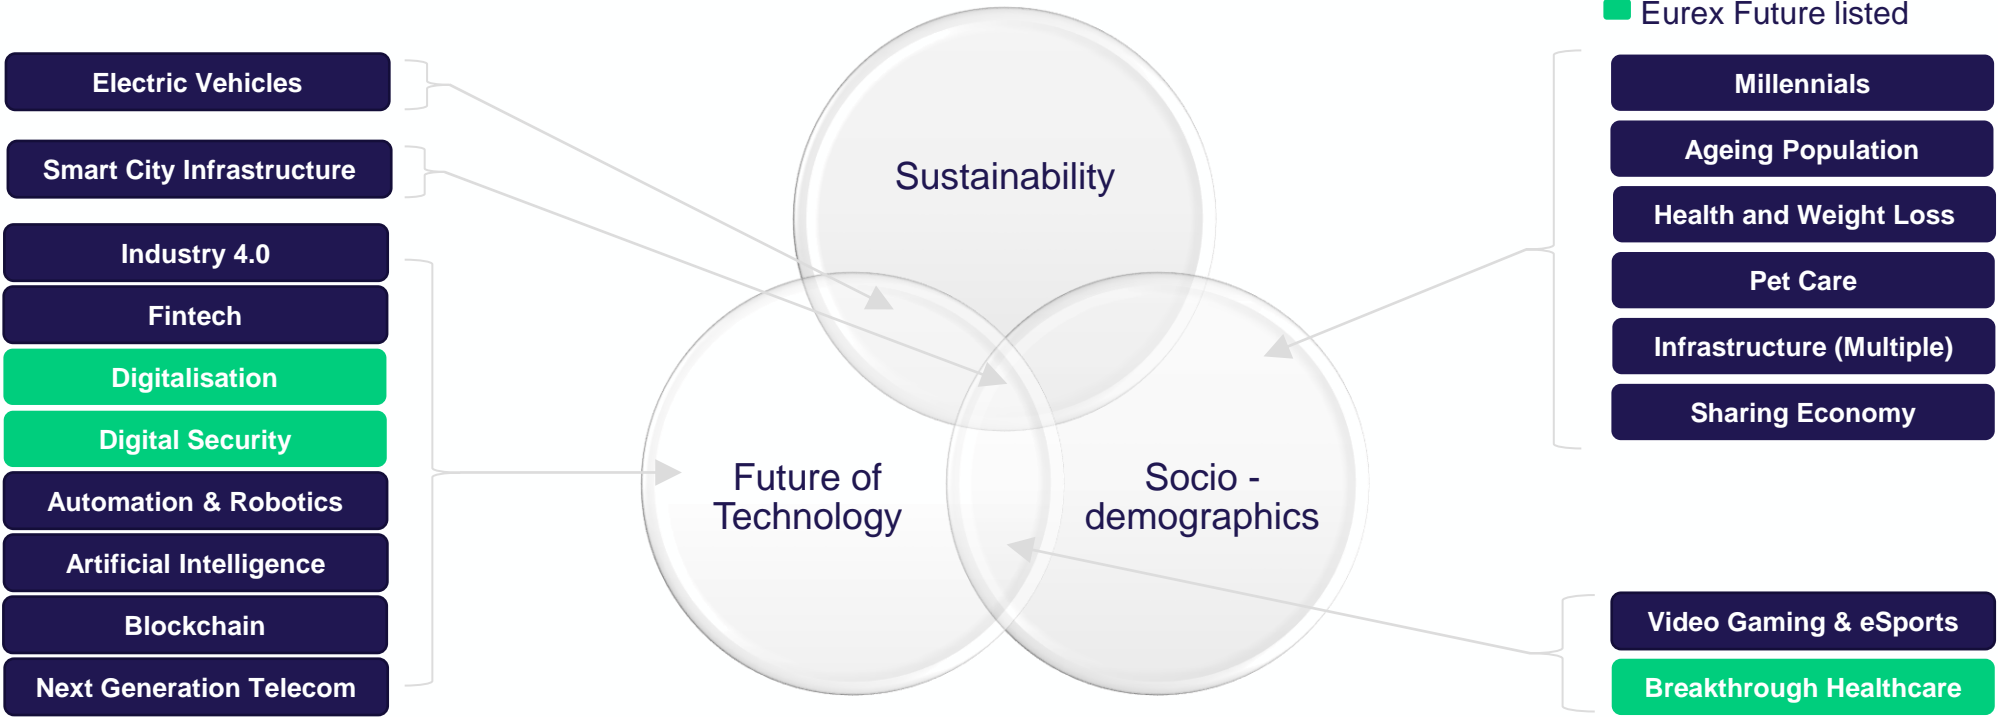 Eurex Future listed
Electric Vehicles
Smart City Infrastructure
Industry 4.0
Fintech
Digitalisation
Digital Security
Automation & Robotics
Artificial Intelligence
Blockchain
Next Generation Telecom
Sustainability
Future of
Technology
Socio -
demographics
Millennials
Ageing Population
Health and Weight Loss
Pet Care
Infrastructure (Multiple)
Sharing Economy
Video Gaming & eSports
Breakthrough Healthcare